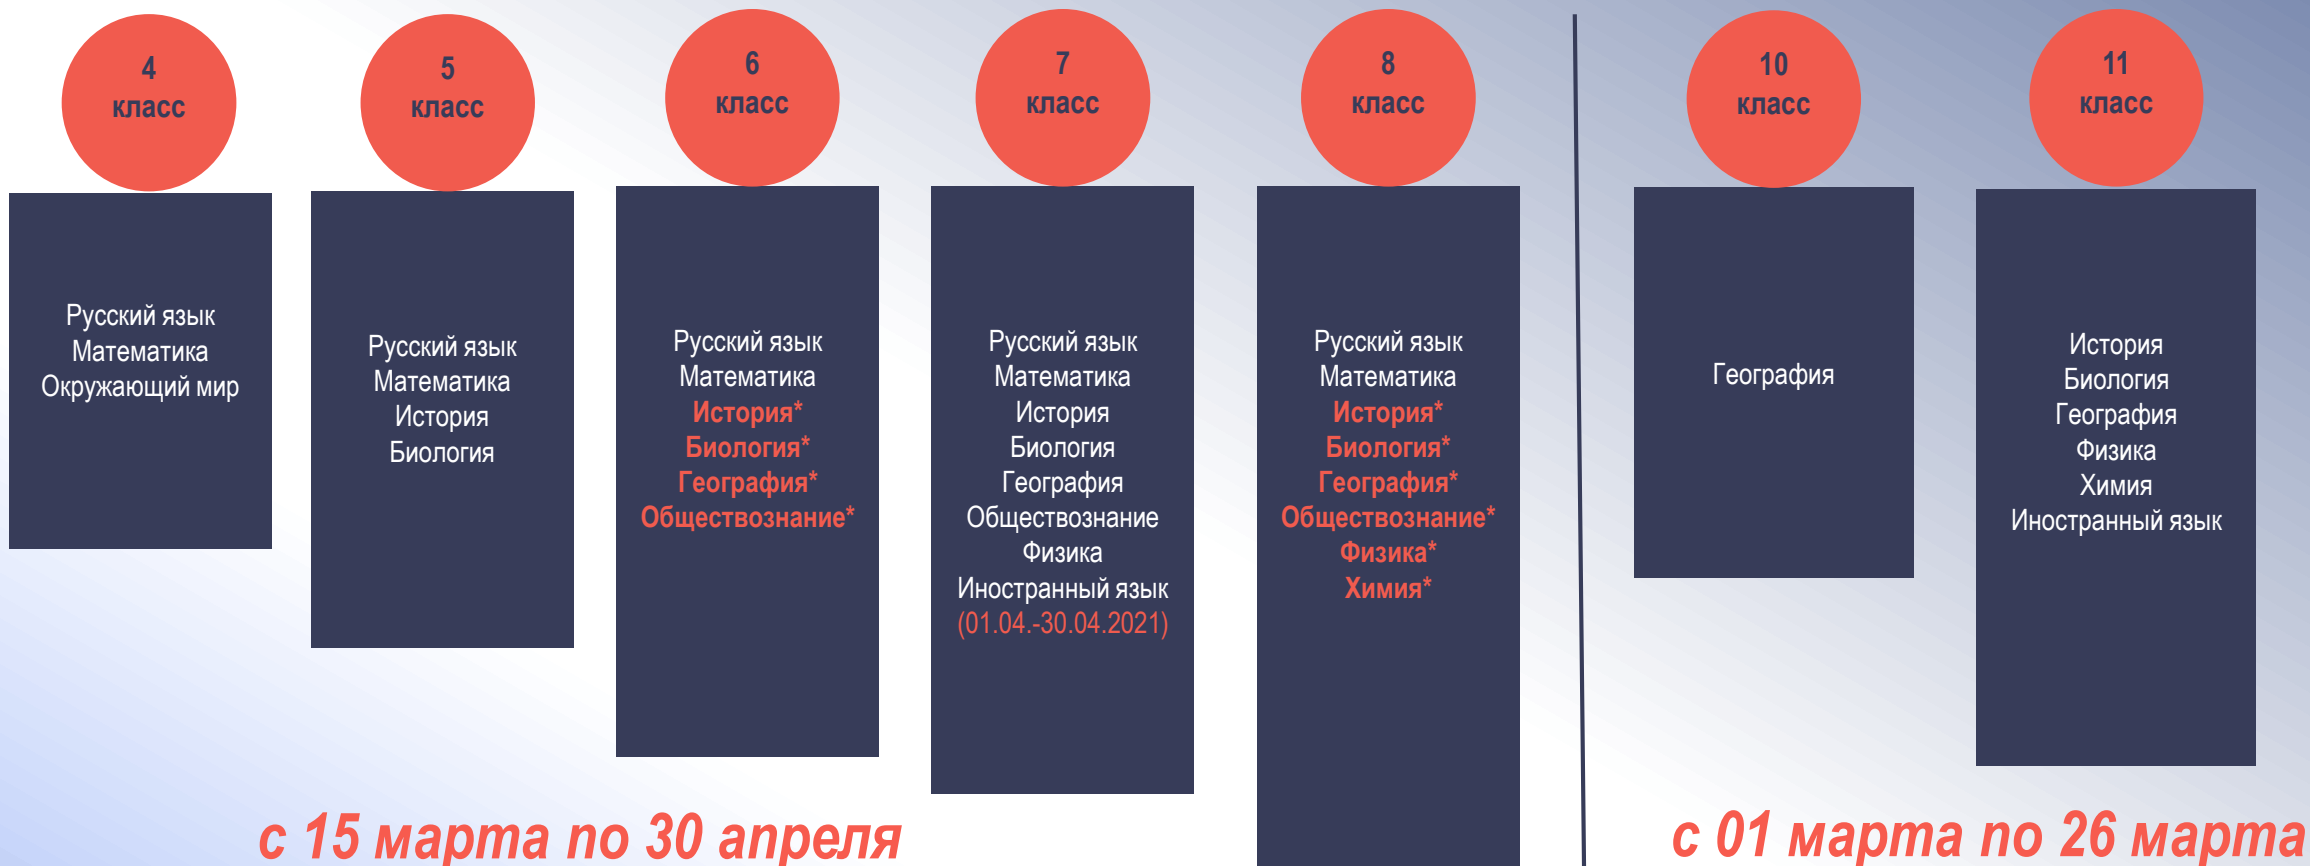 4
класс
Русский язык
Математика
Окружающий мир
5
класс
Русский язык
Математика
История
Биология
6
класс
Русский язык
Математика
История*
Биология*
География*
Обществознание*
7
класс
Русский язык
Математика
История
Биология
География
Обществознание
Физика
Иностранный язык
(01.04.-30.04.2021)
8
класс
Русский язык
Математика
История*
Биология*
География*
Обществознание*
Физика*
Химия*
с 15 марта по 30 апреля
10
класс
География
11
класс
История
Биология
География
Физика
Химия
Иностранный язык
с 01 марта по 26 марта